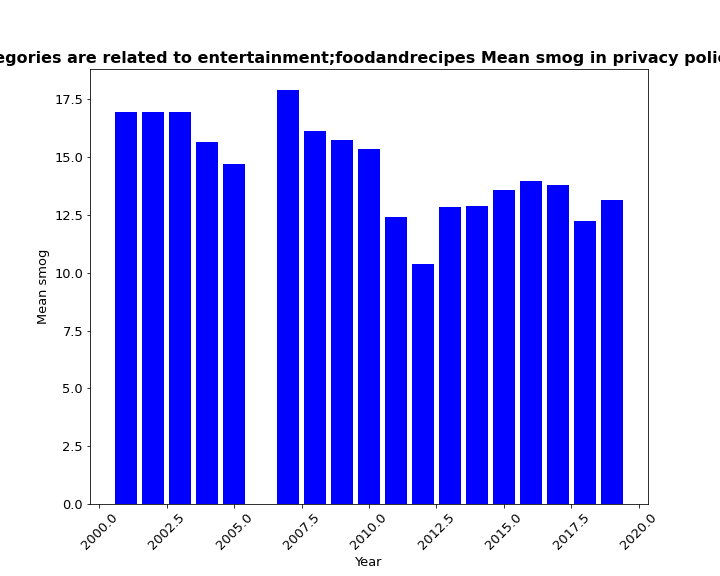 egories are related to entertainment;foodandrecipes Mean smog in privacy polic
17.5
15.0
12.5
10.0
7.5
5.0
2.5
0.0
Mean smog
2000.0 2002.5 2005.0 2007.5 2010.0 2012.5 2015.0 2017.5 2020.0
Year